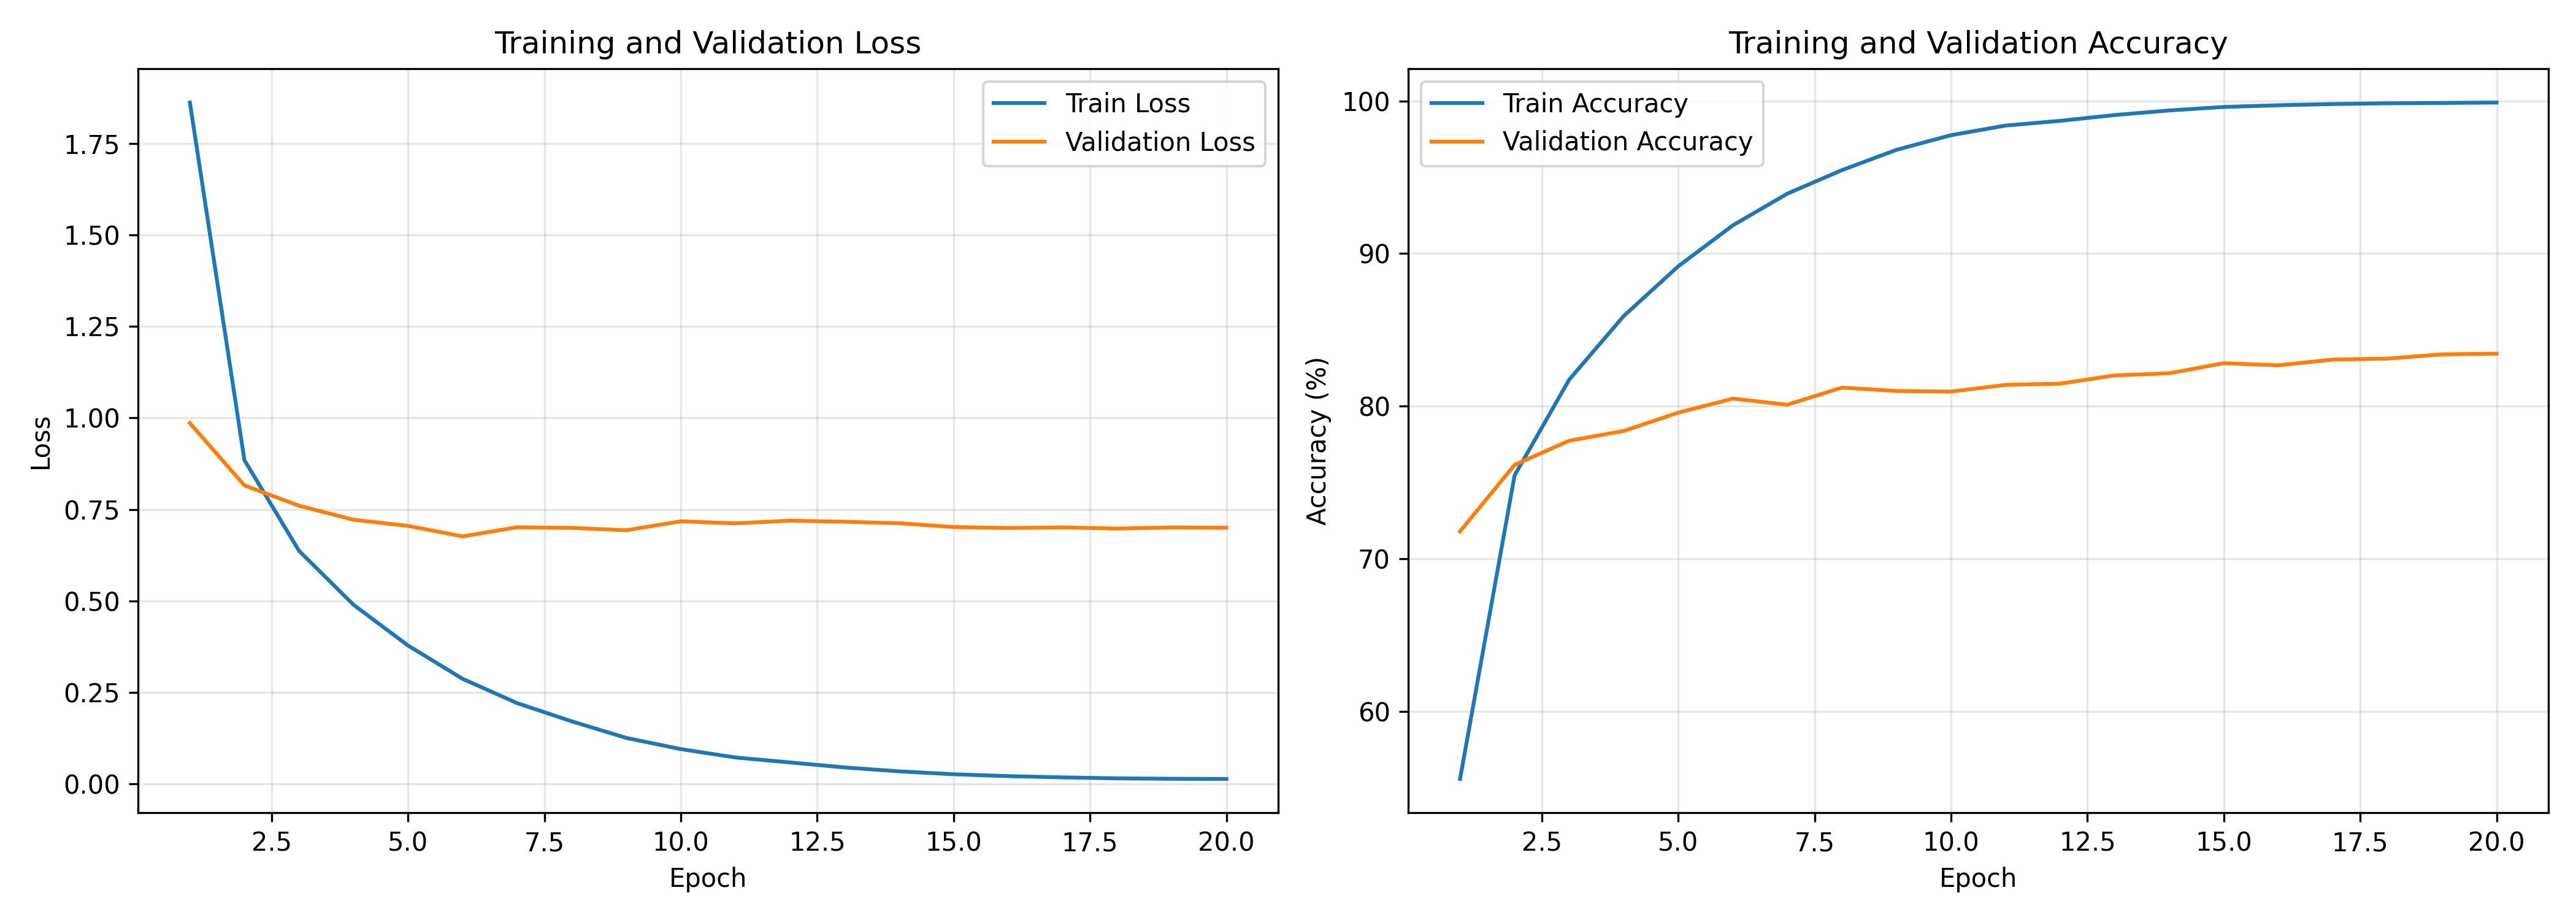 Training and Validation Loss
Train Loss
Validation Loss
Loss
1.75
1.50
1.25
1.00
0.75
0.50
0.25
0.00
2.5 5.0 7.5 10.0 12.5 15.0 17.5 20.0
Epoch
Training and Validation Accuracy
Train Accuracy
Validation Accuracy
Accuracy (%)
100
90
80
70
60
2.5 5.0 7.5 10.0 12.5 15.0 17.5 20.0
Epoch